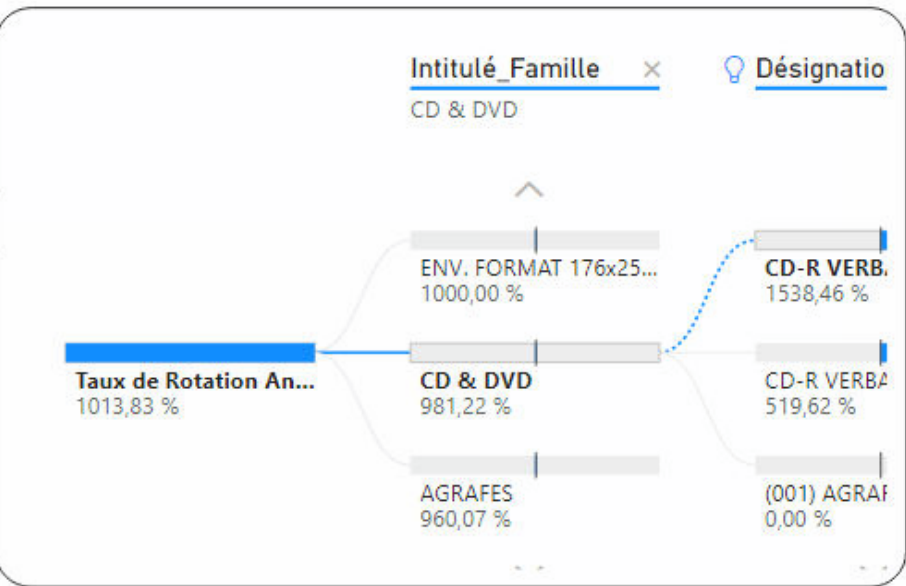 Intitulé_Famille
Désignatio
CD & DVD
ENV. FORMAT 176x25...
1000,00 %
CD-R VERBA
1538,46 %
Taux de Rotation An...
1013,83 %
CD & DVD
981,22 %
CD-R VERBA
519,62 %
AGRAFES
960,07 %
(001) AGRAF
0,00 %